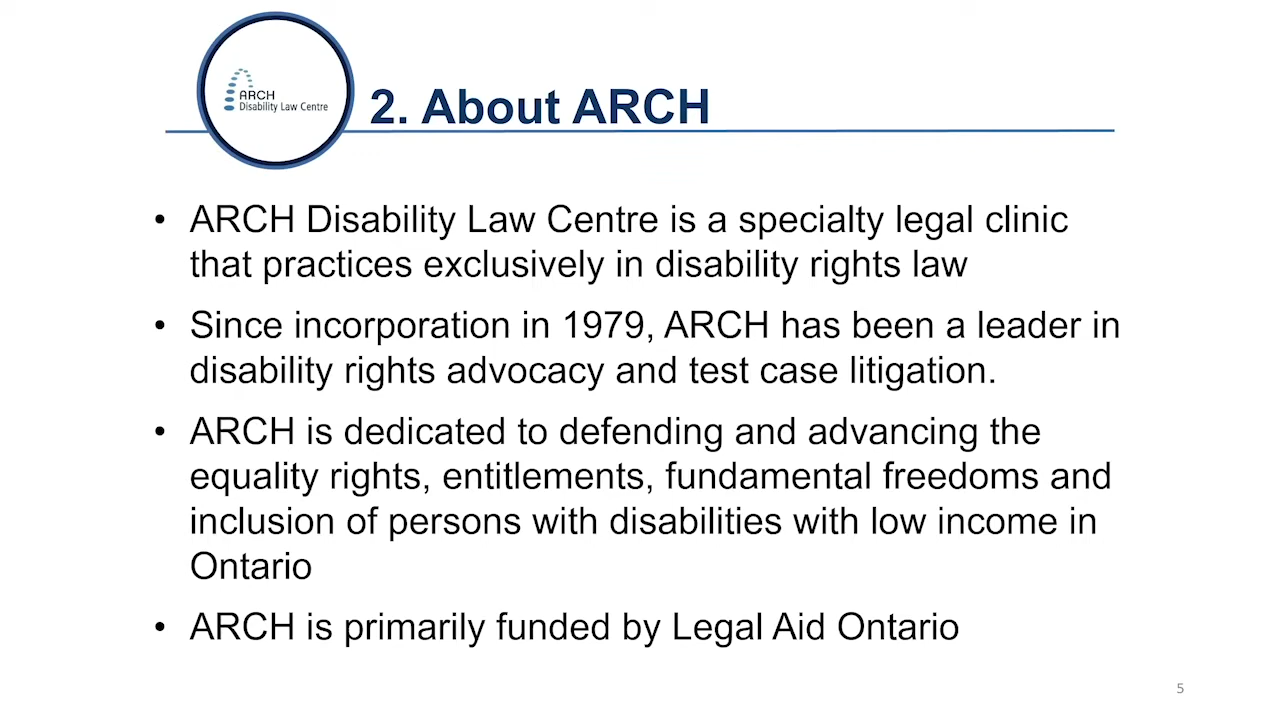 ARCH
Disability Law Centre
2. About ARCH
• ARCH Disability Law Centre is a specialty legal clinic
that practices exclusively in disability rights law
• Since incorporation in 1979, ARCH has been a leader in
disability rights advocacy and test case litigation.
• ARCH is dedicated to defending and advancing the
equality rights, entitlements, fundamental freedoms and
inclusion of persons with disabilities with low income in
Ontario
• ARCH is primarily funded by Legal Aid Ontario
5